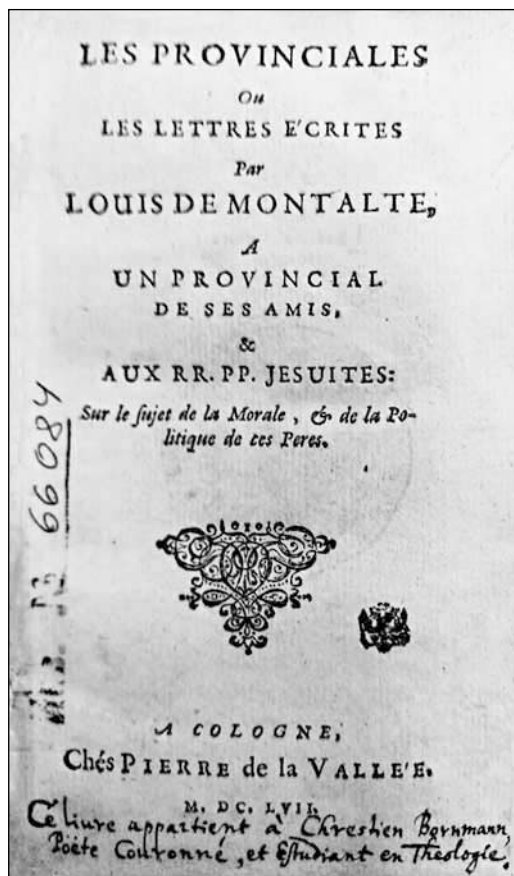 LES PROVINCIALES
Ou
LES LETTRES E'CRITES
Par
LOUIS DE MONTALTE,
A
UN PROVINCIAL
DE SES AMIS,
&
AUX RR. PP. JESUITES:
Sur le sujet de la Morale, & de la Po-
litique de ces Peres.
66084
A COLOGNE,
Chés PIERRE de la VALLE'E.
M. DC. LVII.
Ce livre appartient à Chrestien Bornmann,
Poëte Couronné, et Estudiant en Theologie.